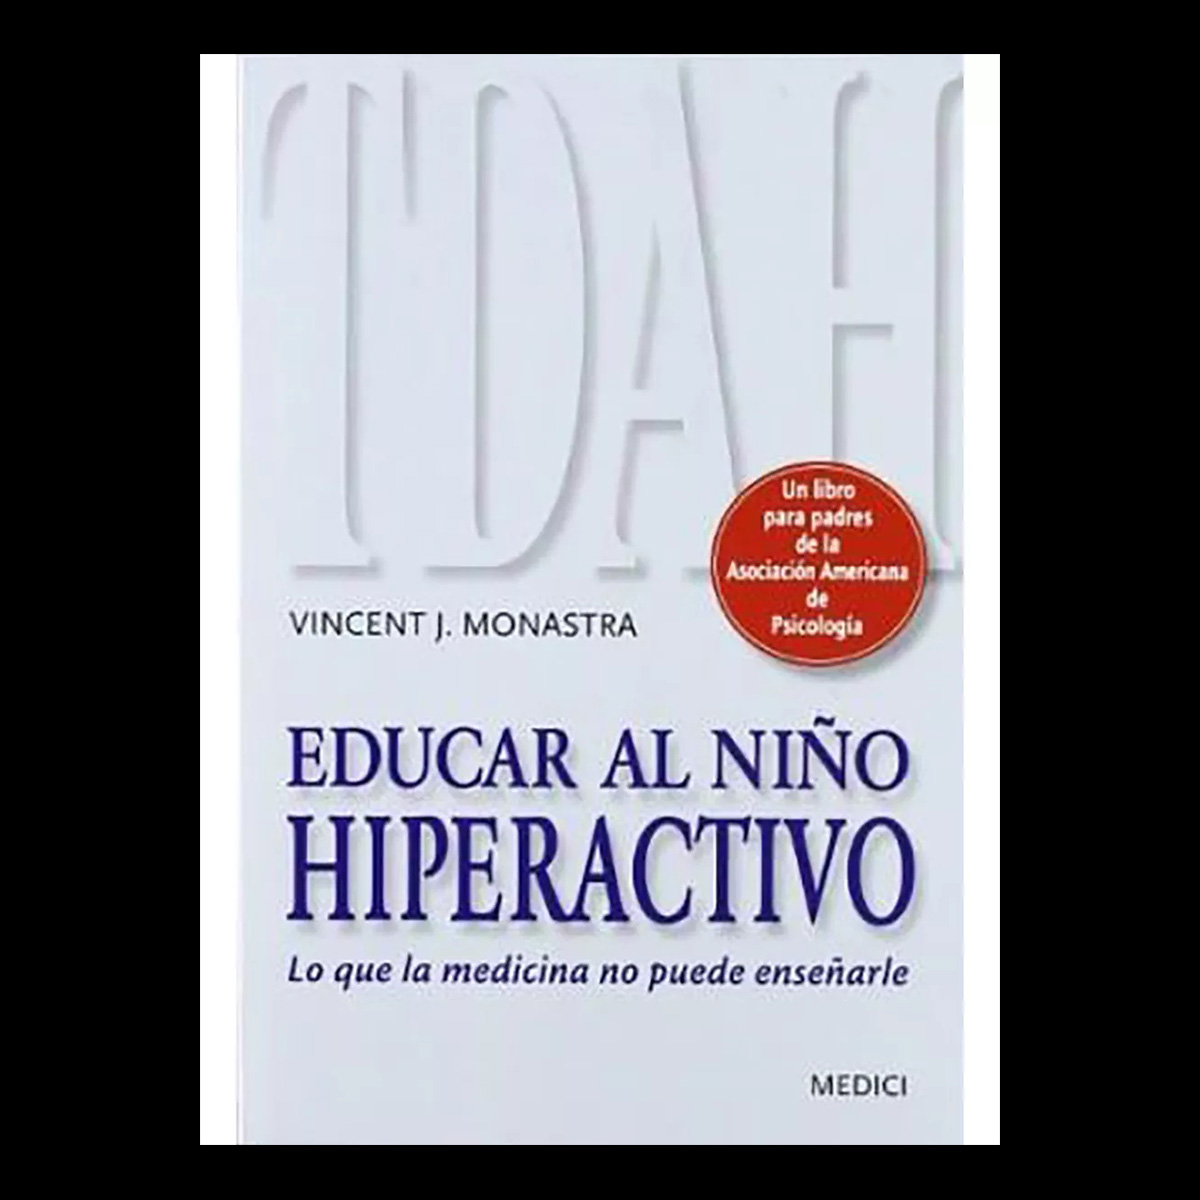 TDAH
Un libro
para padres
de la
Asociación Americana
de
Psicología
VINCENT J. MONASTRA
EDUCAR AL NIÑO
HIPERACTIVO
Lo que la medicina no puede enseñarle
MEDICI